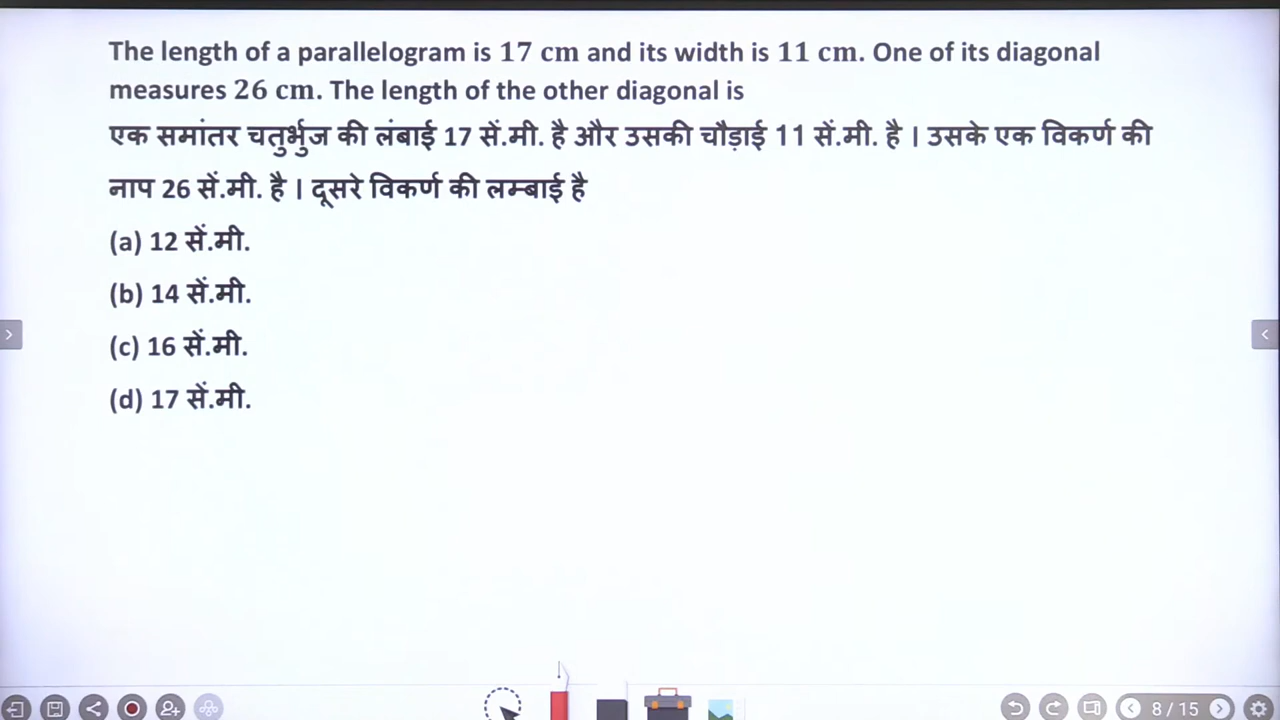 The length of a parallelogram is 17 cm and its width is 11 cm. One of its diagonal
measures 26 cm. The length of the other diagonal is
एक समांतर चतुर्भुज की लंबाई 17 सें.मी. है और उसकी चौड़ाई 11 सें.मी. है । उसके एक विकर्ण की
नाप 26 सें.मी. है । दूसरे विकर्ण की लम्बाई है
(a) 12 सें.मी.
(b) 14 सें.मी.
(c) 16 सें.मी.
(d) 17 सें.मी.
8 / 15